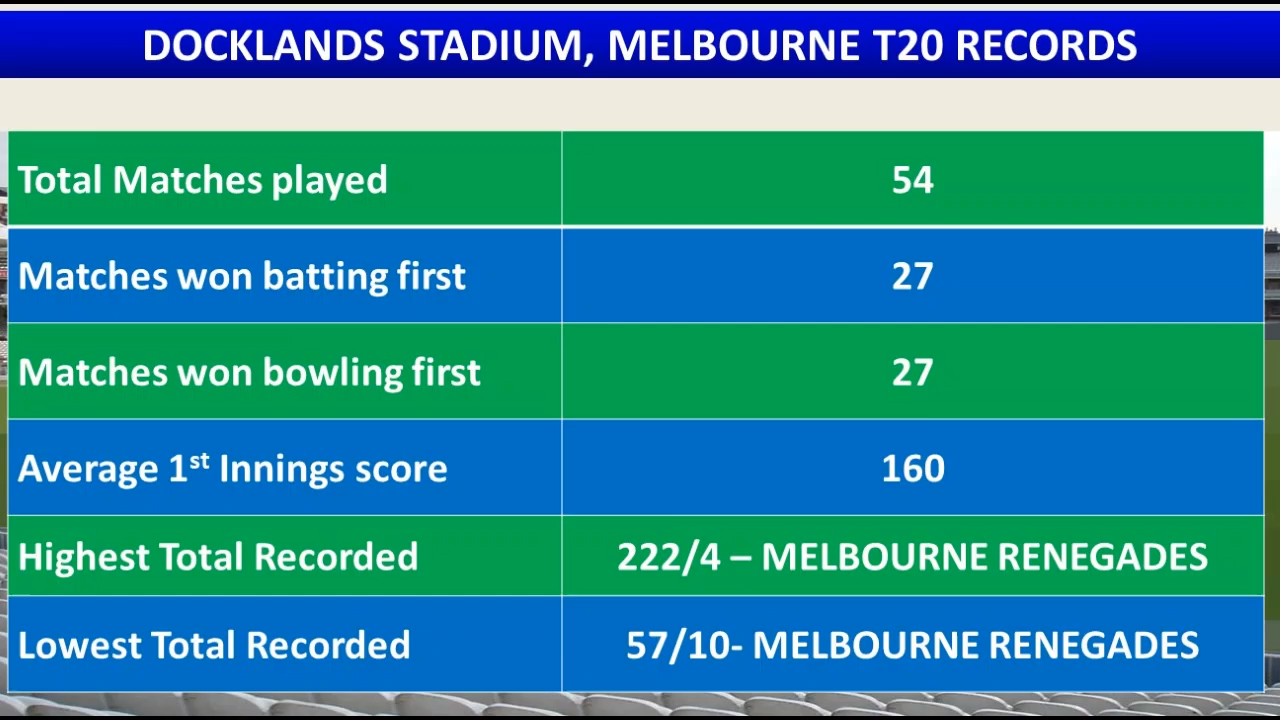 DOCKLANDS STADIUM, MELBOURNE T20 RECORDS
Total Matches played 54
Matches won batting first 27
Matches won bowling first 27
Average 1st Innings score 160
Highest Total Recorded 222/4 – MELBOURNE RENEGADES
Lowest Total Recorded 57/10- MELBOURNE RENEGADES